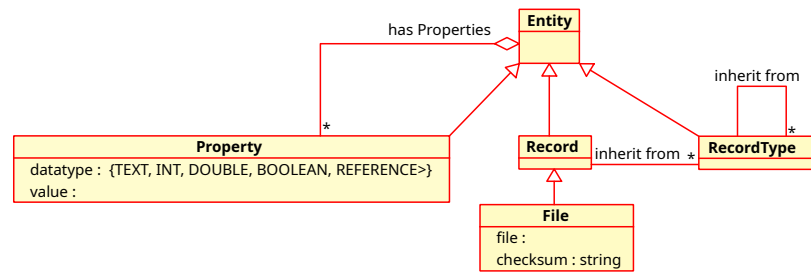 Entity
has Properties
inherit from
*
*
Property
datatype : {TEXT, INT, DOUBLE, BOOLEAN, REFERENCE>}
value :
Record
inherit from
*
RecordType
File
file :
checksum : string